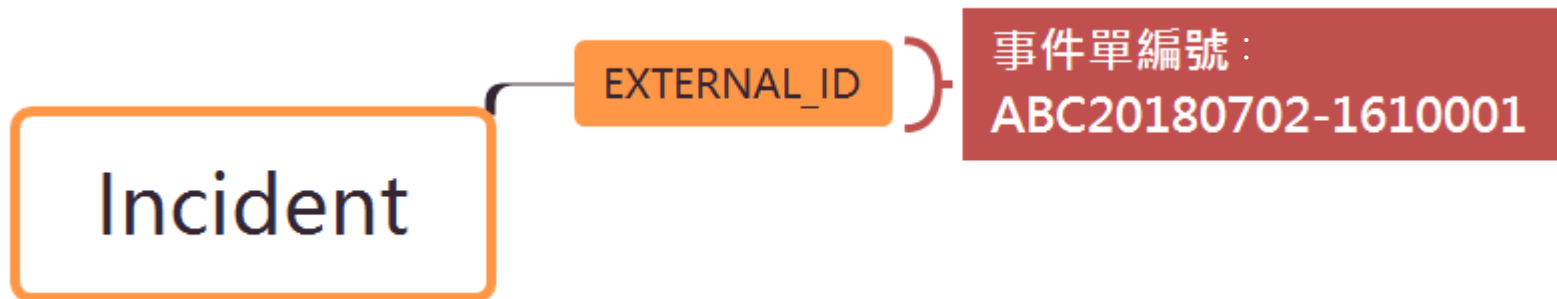 Incident
EXTERNAL_ID
事件單編號：
ABC20180702-1610001